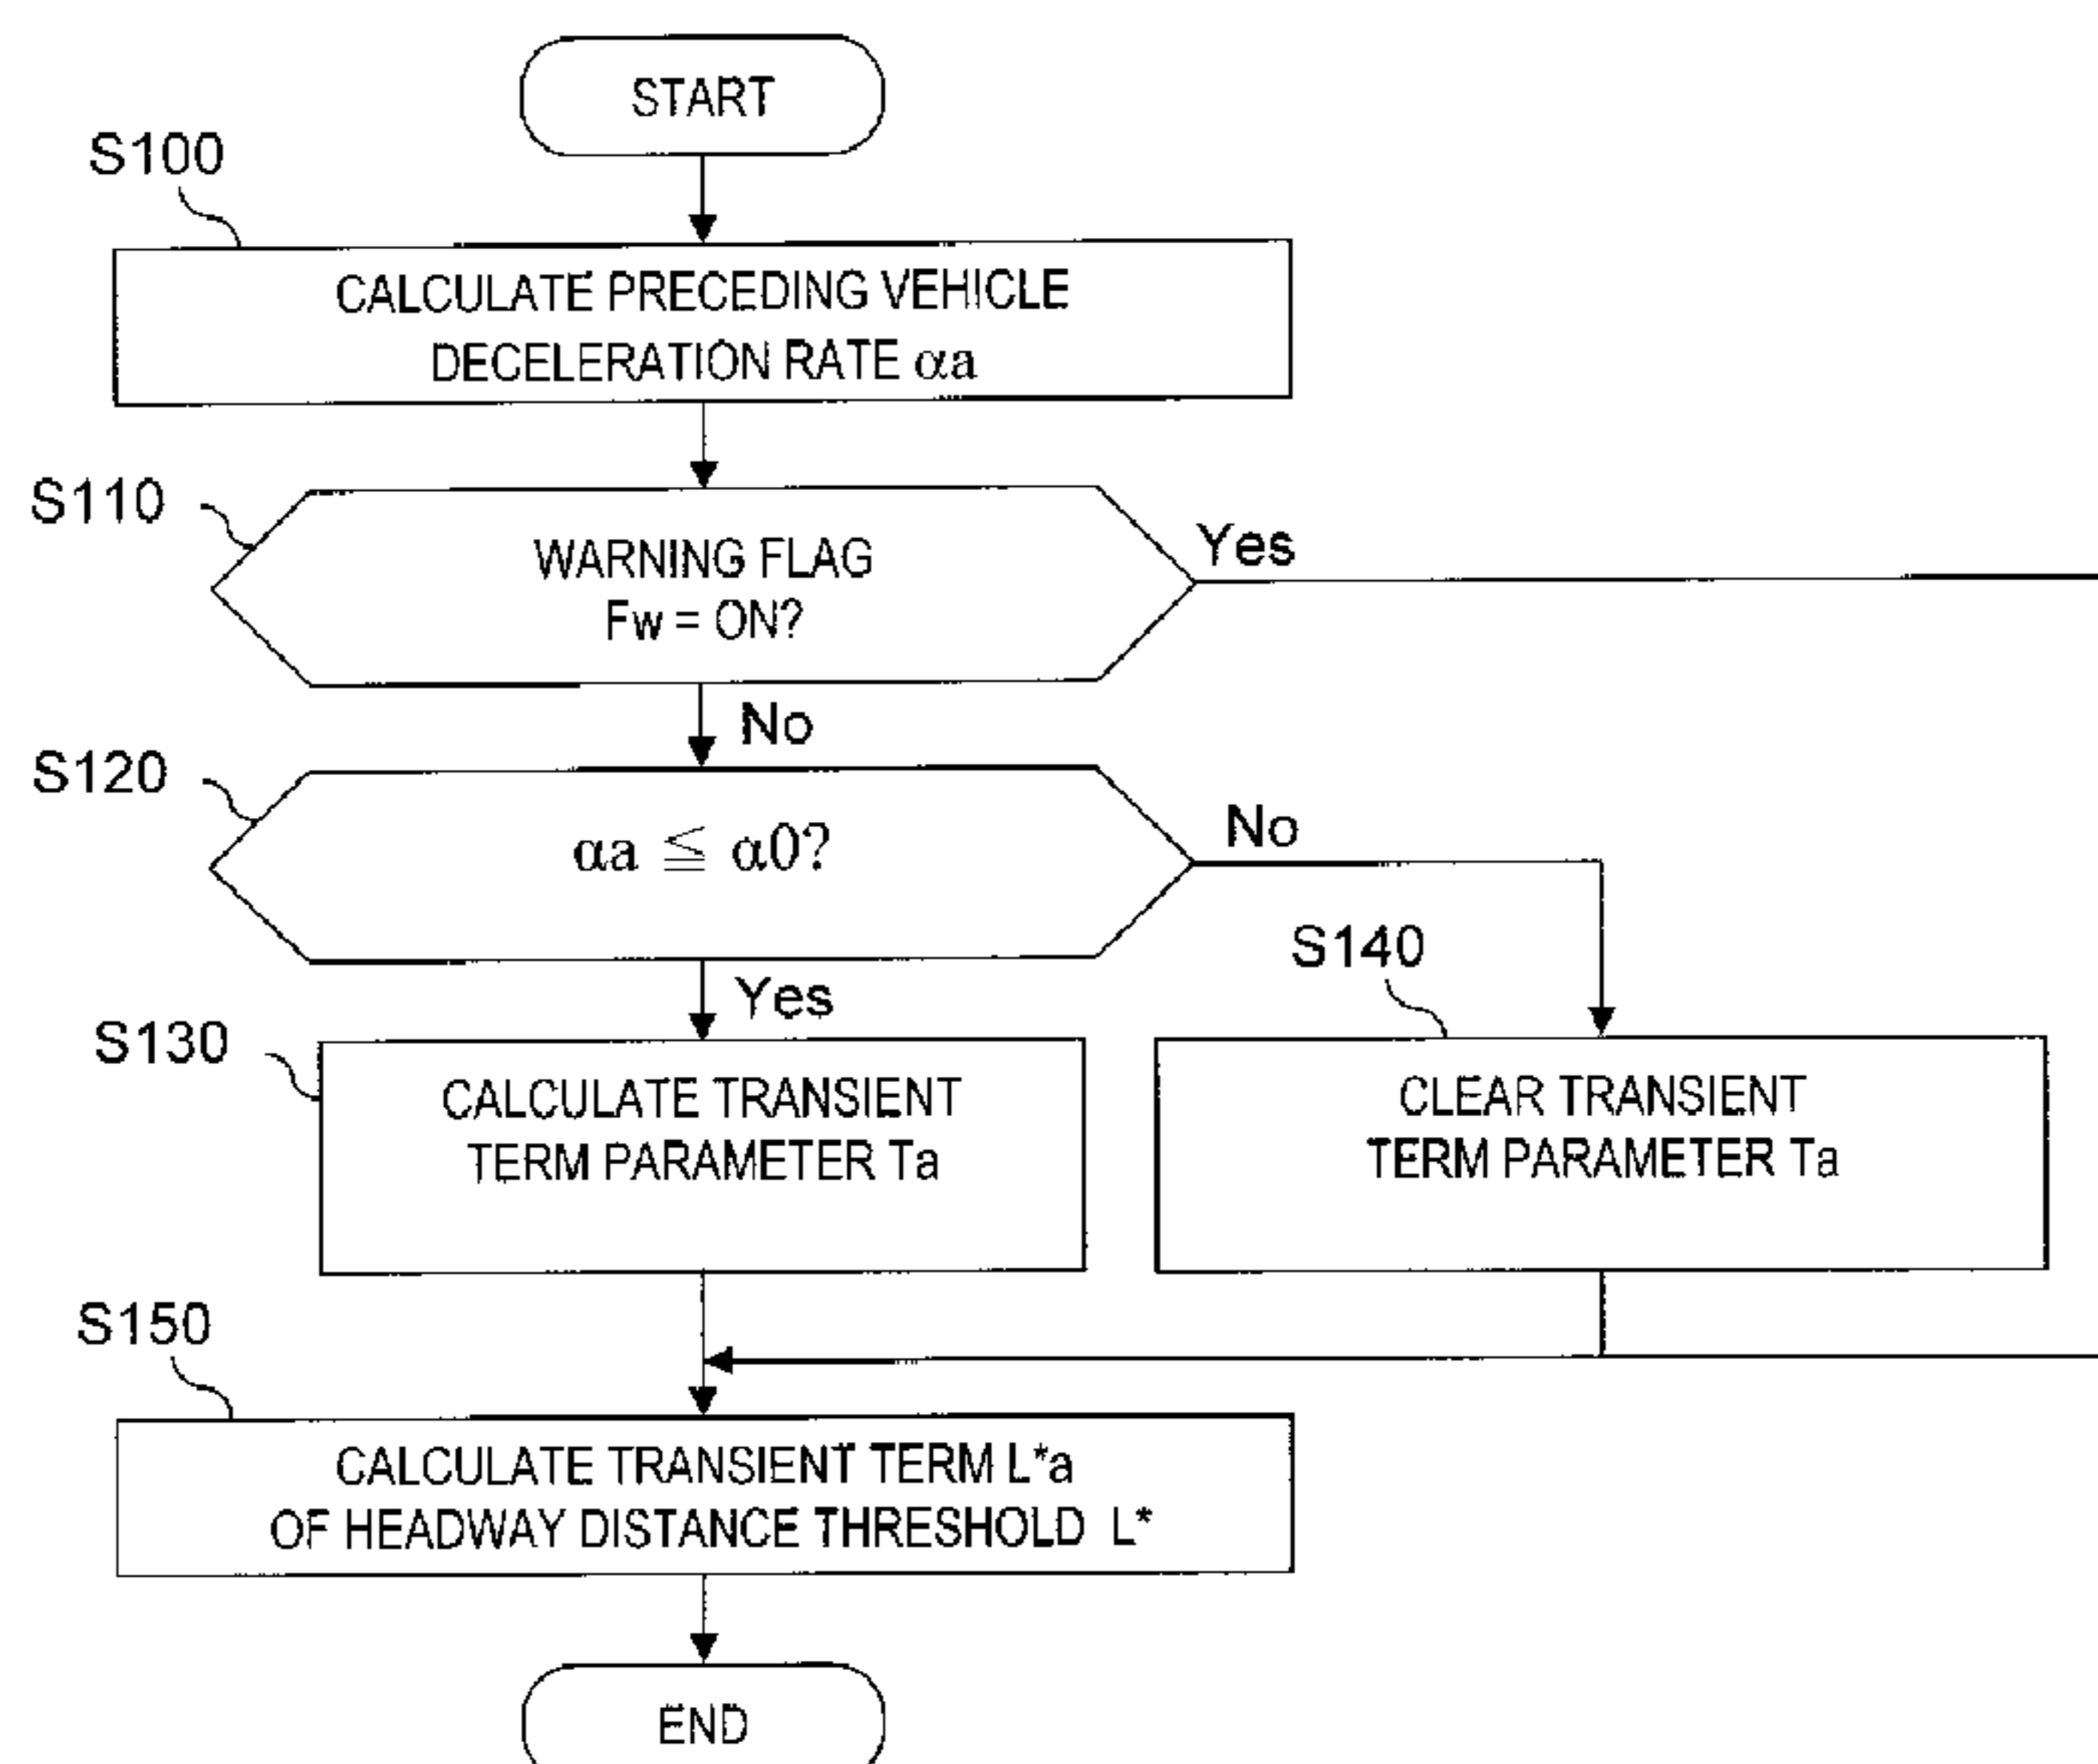 START
S100
CALCULATE PRECEDING VEHICLE
DECELERATION RATE αa
S110
WARNING FLAG
Fw = ON?
Yes
No
S120
αa ≦ α0?
No
Yes
S130
CALCULATE TRANSIENT
TERM PARAMETER Ta
S140
CLEAR TRANSIENT
TERM PARAMETER Ta
S150
CALCULATE TRANSIENT TERM L*a
OF HEADWAY DISTANCE THRESHOLD L*
END